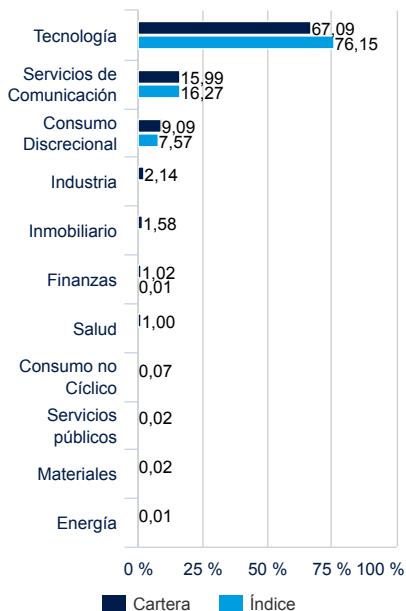 Tecnología
67,09
76,15
Servicios de
Comunicación
15,99
16,27
Consumo
Discrecional
9,09
7,57
Industria
2,14
Inmobiliario
1,58
Finanzas
1,02
0,01
Salud
1,00
Consumo no
Cíclico
0,07
Servicios
públicos
0,02
Materiales
0,02
Energía
0,01
0 % 25 % 50 % 75 % 100 %
Cartera Índice